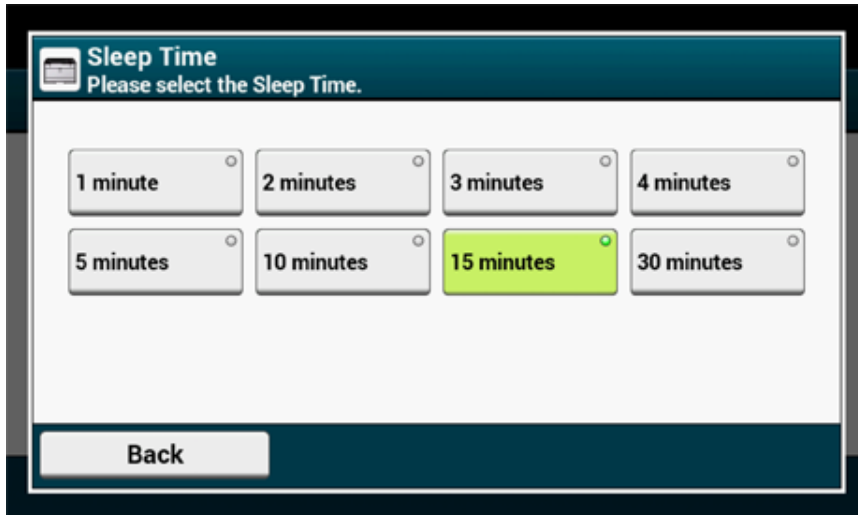 Sleep Time
Please select the Sleep Time.
1 minute
2 minutes
3 minutes
4 minutes
5 minutes
10 minutes
15 minutes
30 minutes
Back